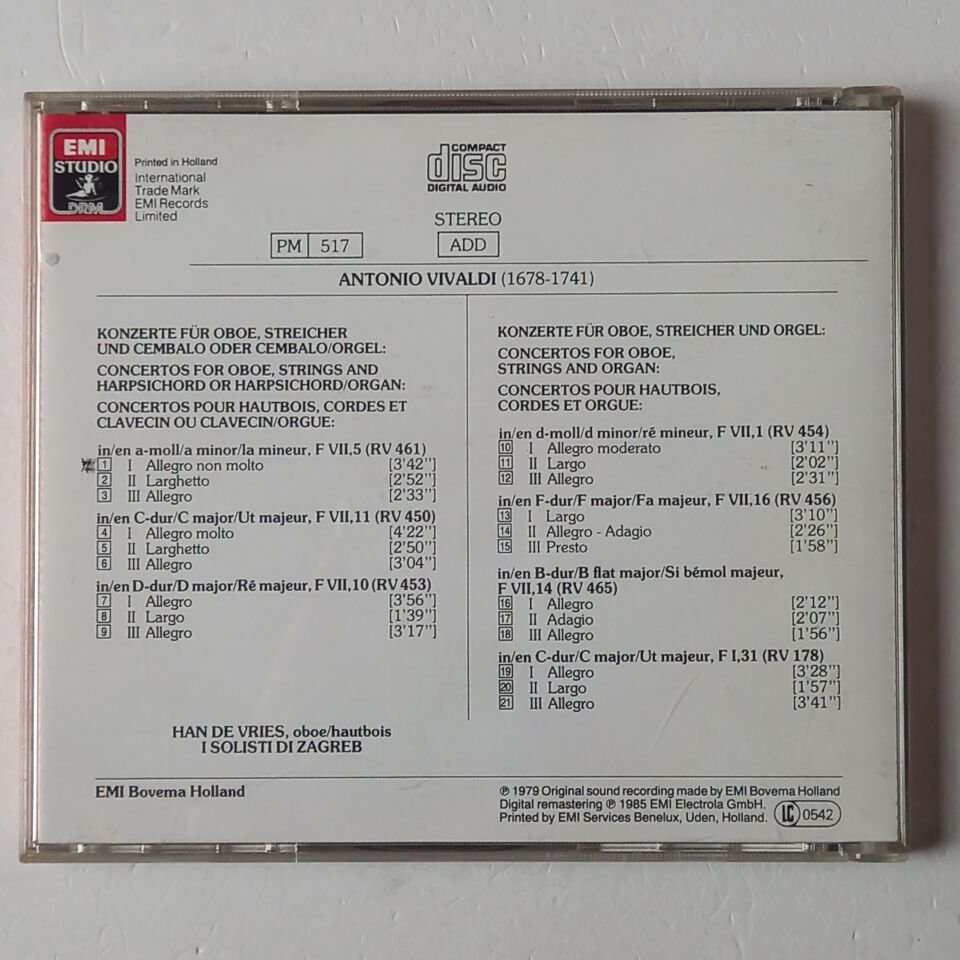 EMI
STUDIO
DRM
Printed in Holland
International
Trade Mark
EMI Records
Limited
COMPACT
disc
DIGITAL AUDIO
STEREO
PM 517
ADD
ANTONIO VIVALDI (1678-1741)
KONZERTE FÜR OBOE, STREICHER
UND CEMBALO ODER CEMBALO/ORGEL:
CONCERTOS FOR OBOE, STRINGS AND
HARPSICHORD OR HARPSICHORD/ORGAN:
CONCERTOS POUR HAUTBOIS, CORDES ET
CLAVECIN OU CLAVECIN/ORGUE:
in/en a-moll/a minor/la mineur, F VII,5 (RV 461)
1 I Allegro non molto [3'42"]
2 II Larghetto [2'52"]
3 III Allegro [2'33"]
in/en C-dur/C major/Ut majeur, F VII,11 (RV 450)
4 I Allegro molto [4'22"]
5 II Larghetto [2'50"]
6 III Allegro [3'04"]
in/en D-dur/D major/Ré majeur, F VII,10 (RV 453)
7 I Allegro [3'56"]
8 II Largo [1'39"]
9 III Allegro [3'17"]
HAN DE VRIES, oboe/hautbois
I SOLISTI DI ZAGREB
KONZERTE FÜR OBOE, STREICHER UND ORGEL:
CONCERTOS FOR OBOE,
STRINGS AND ORGAN:
CONCERTOS POUR HAUTBOIS,
CORDES ET ORGUE:
in/en d-moll/d minor/ré mineur, F VII,1 (RV 454)
10 I Allegro moderato [3'11"]
11 II Largo [2'02"]
12 III Allegro [2'31"]
in/en F-dur/F major/Fa majeur, F VII,16 (RV 456)
13 I Largo [3'10"]
14 II Allegro - Adagio [2'26"]
15 III Presto [1'58"]
in/en B-dur/B flat major/Si bémol majeur,
F VII,14 (RV 465)
16 I Allegro [2'12"]
17 II Adagio [2'07"]
18 III Allegro [1'56"]
in/en C-dur/C major/Ut majeur, F I,31 (RV 178)
19 I Allegro [3'28"]
20 II Largo [1'57"]
21 III Allegro [3'41"]
EMI Bovema Holland
℗ 1979 Original sound recording made by EMI Bovema Holland
Digital remastering ℗ 1985 EMI Electrola GmbH.
Printed by EMI Services Benelux, Uden, Holland.
LC 0542